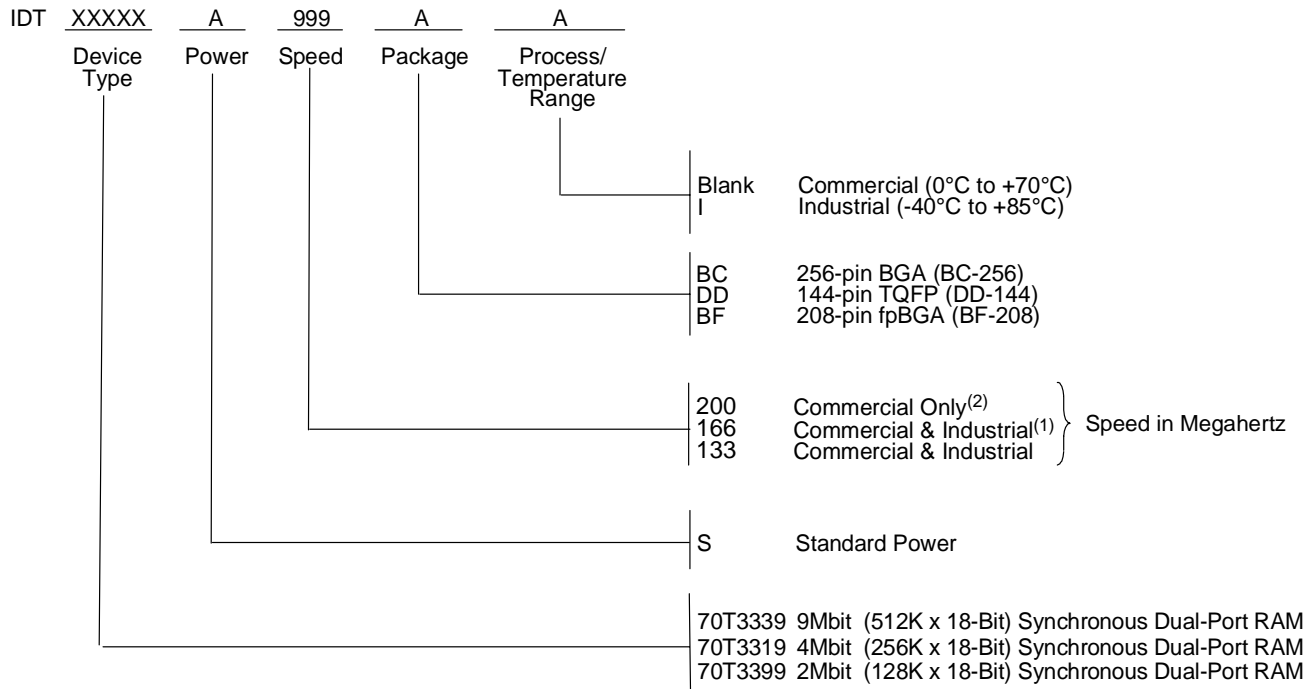 IDT XXXXX A 999 A A
Device Type Power Speed Package Process/ Temperature Range
Blank Commercial (0°C to +70°C)
I Industrial (-40°C to +85°C)
BC 256-pin BGA (BC-256)
DD 144-pin TQFP (DD-144)
BF 208-pin fpBGA (BF-208)
200 Commercial Only(2)
166 Commercial & Industrial(1)
133 Commercial & Industrial
Speed in Megahertz
S Standard Power
70T3339 9Mbit (512K x 18-Bit) Synchronous Dual-Port RAM
70T3319 4Mbit (256K x 18-Bit) Synchronous Dual-Port RAM
70T3399 2Mbit (128K x 18-Bit) Synchronous Dual-Port RAM